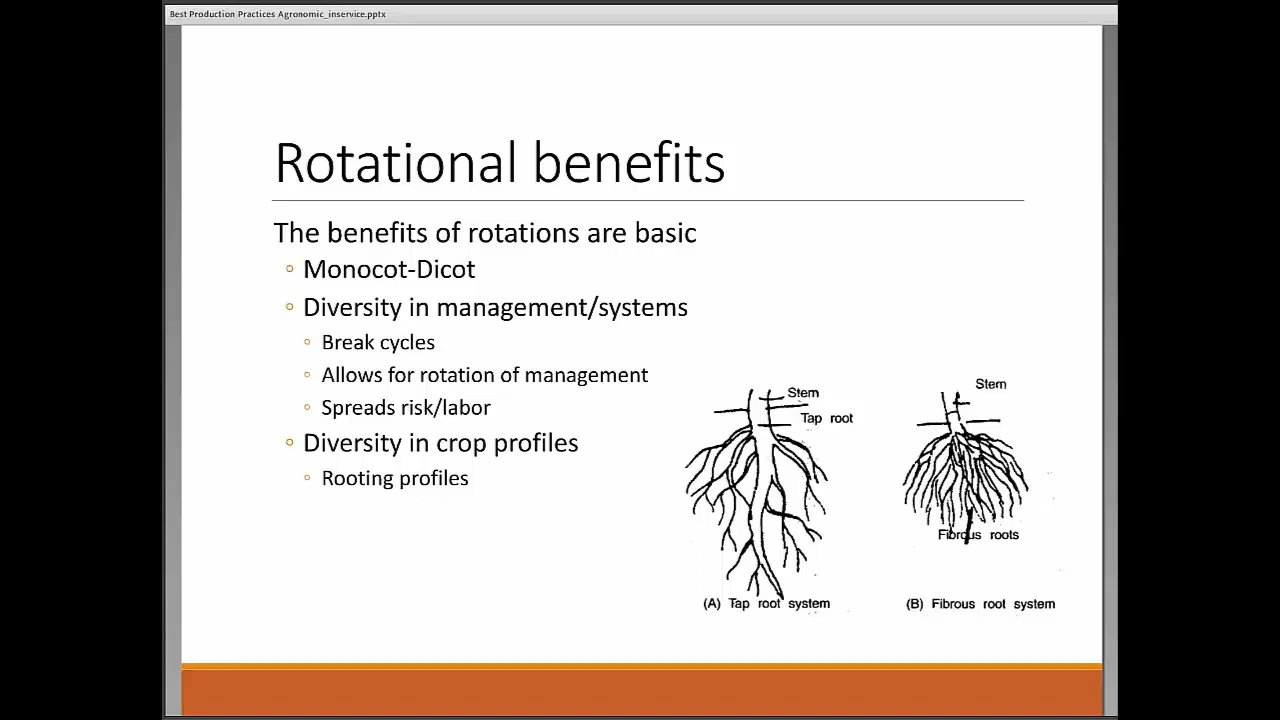 Best Production Practices Agronomic_inservice.pptx
Rotational benefits
The benefits of rotations are basic
Monocot-Dicot
Diversity in management/systems
Break cycles
Allows for rotation of management
Spreads risk/labor
Diversity in crop profiles
Rooting profiles
Stem
Tap root
(A) Tap root system
Stem
Fibrous roots
(B) Fibrous root system